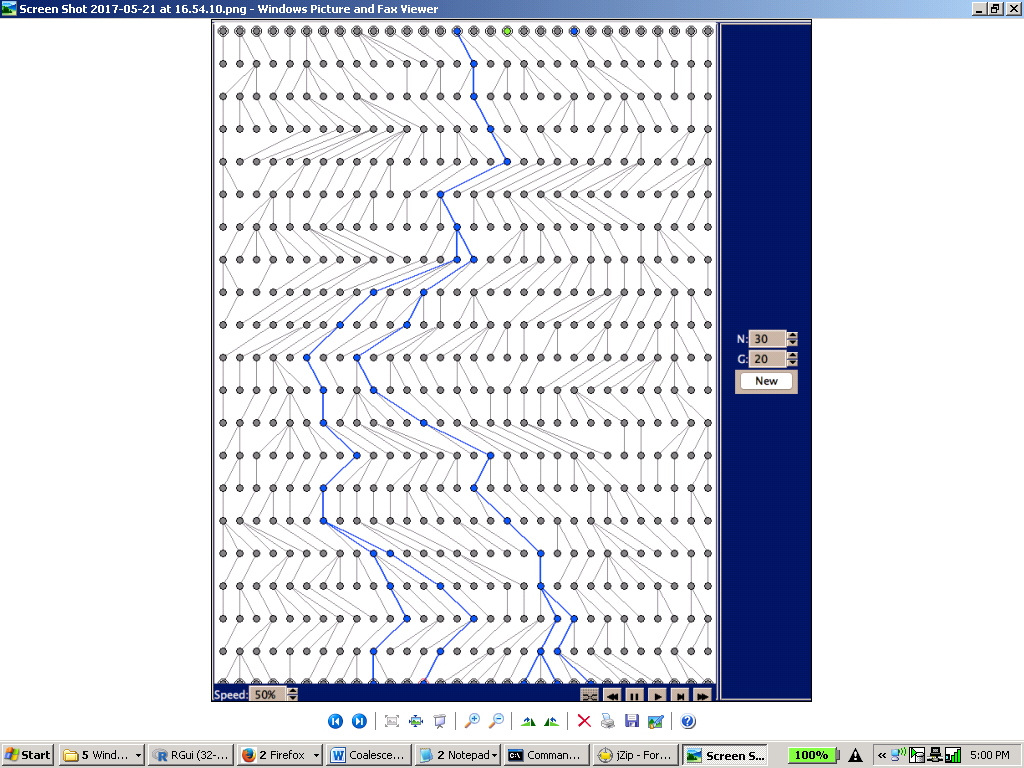 Screen Shot 2017-05-21 at 16.54.10.png - Windows Picture and Fax Viewer
N: 30
G: 20
New
Speed: 50%
Start
5 Wind...
RGui (32-...
2 Firefox
Coalesce...
2 Notepad
Comman...
jZip - For...
Screen S...
100%
5:00 PM